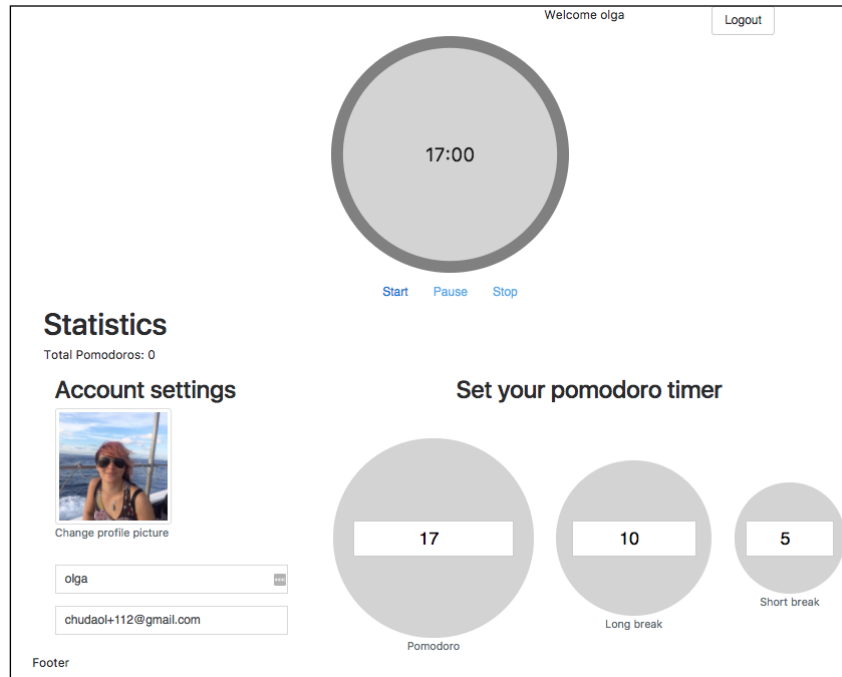 Welcome olga
Logout
17:00
Start Pause Stop
Statistics
Total Pomodoros: 0
Account settings
Set your pomodoro timer
Change profile picture
olga
chudaol+112@gmail.com
17
10
5
Pomodoro
Long break
Short break
Footer